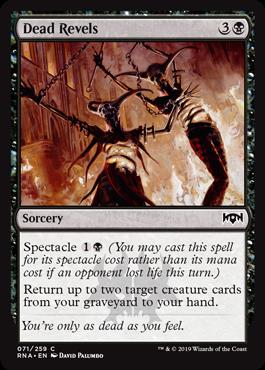 Dead Revels 3
Sorcery
Spectacle 1 (You may cast this spell
for its spectacle cost rather than its mana
cost if an opponent lost life this turn.)
Return up to two target creature cards
from your graveyard to your hand.
You're only as dead as you feel.
071/259 C
RNA • EN DAVID PALUMBO ™ & © 2019 Wizards of the Coast